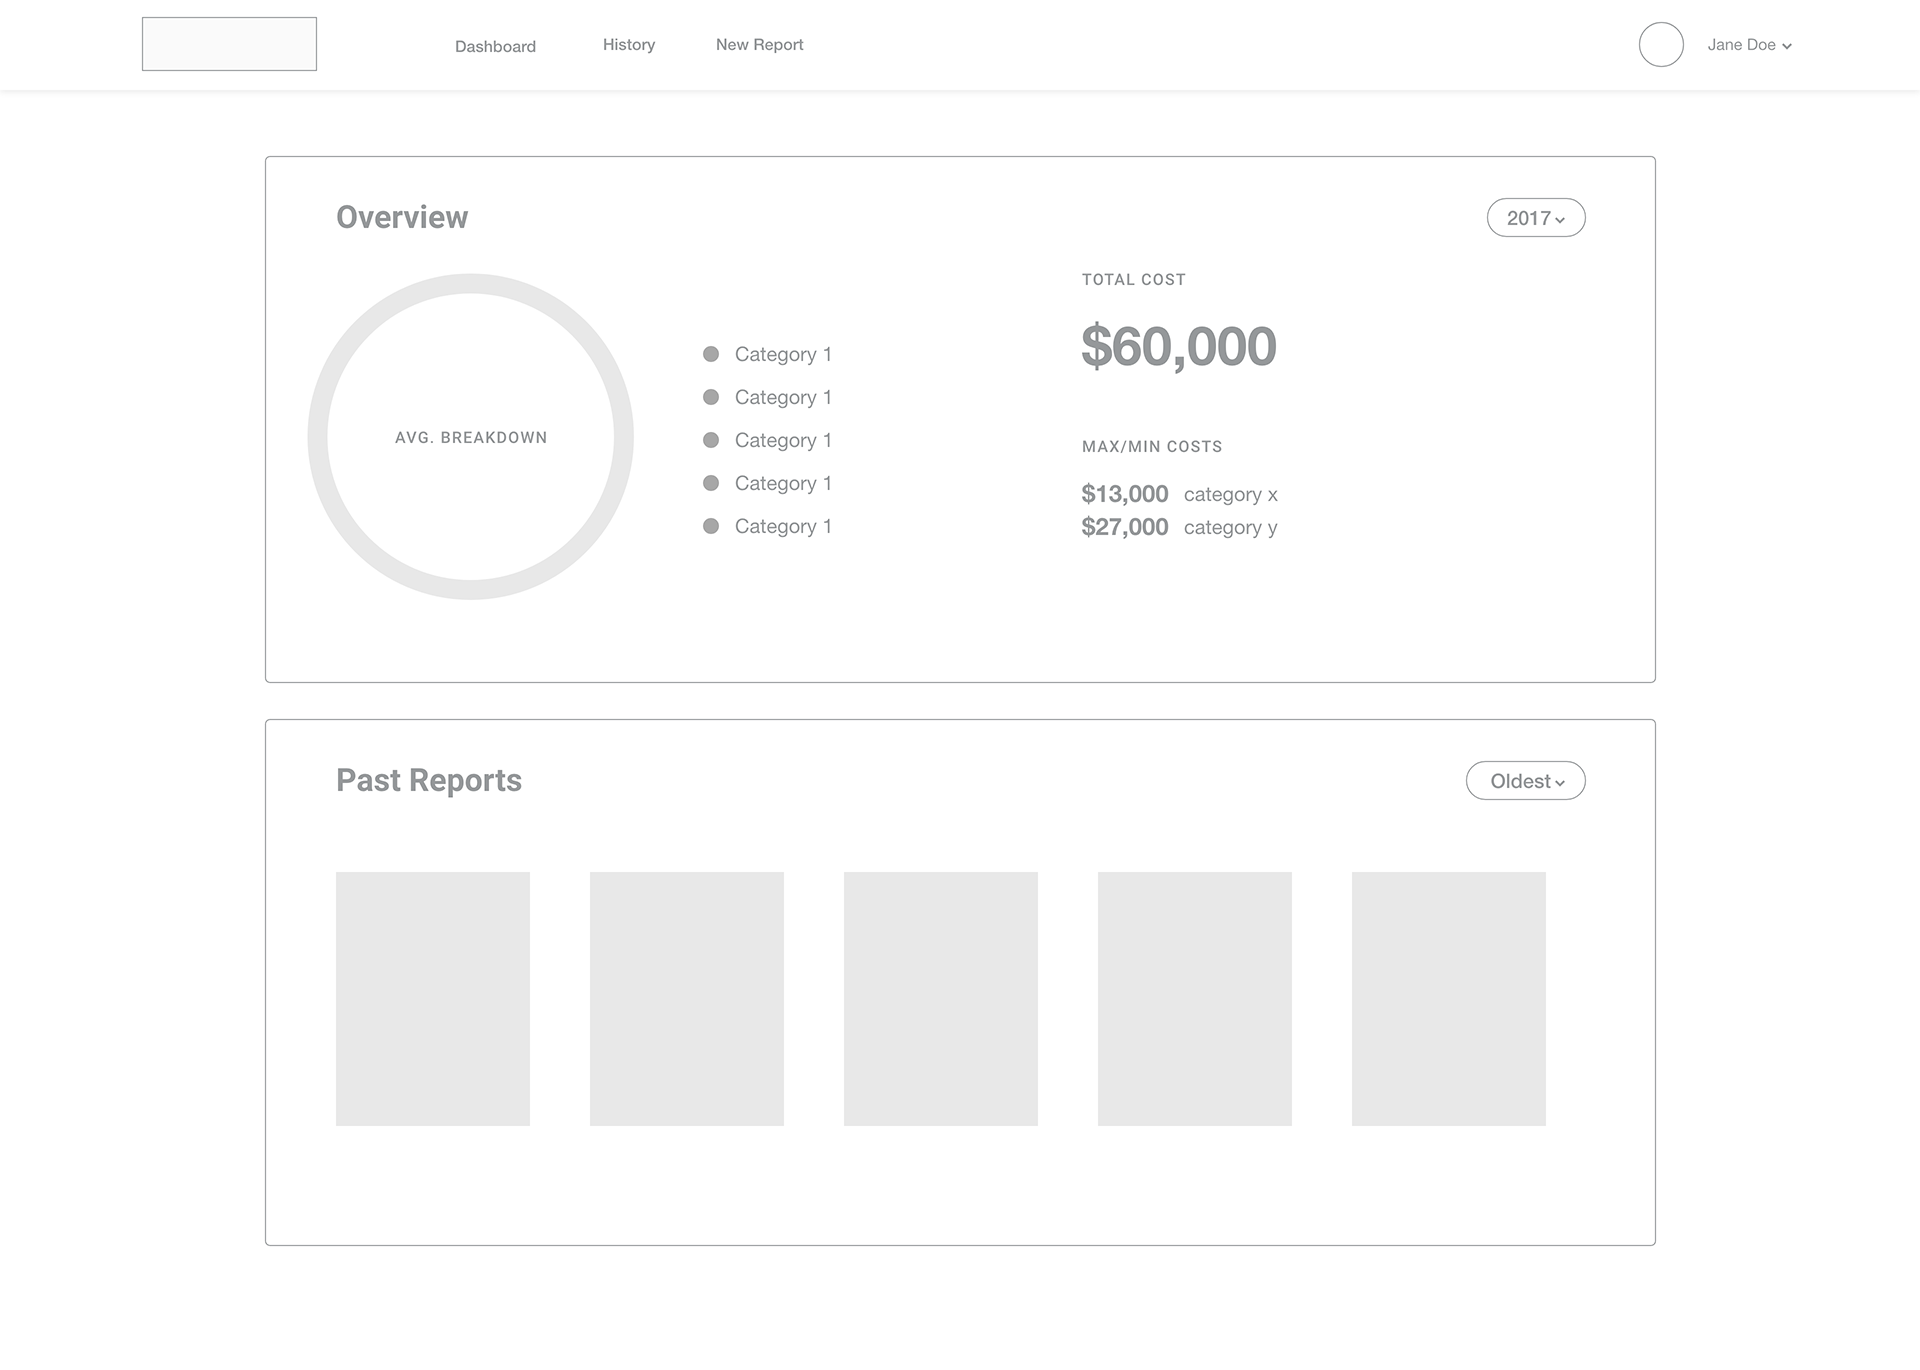 Dashboard
History
New Report
Jane Doe
Overview
2017
AVG. BREAKDOWN
Category 1
Category 1
Category 1
Category 1
Category 1
TOTAL COST
$60,000
MAX/MIN COSTS
$13,000 category x
$27,000 category y
Past Reports
Oldest